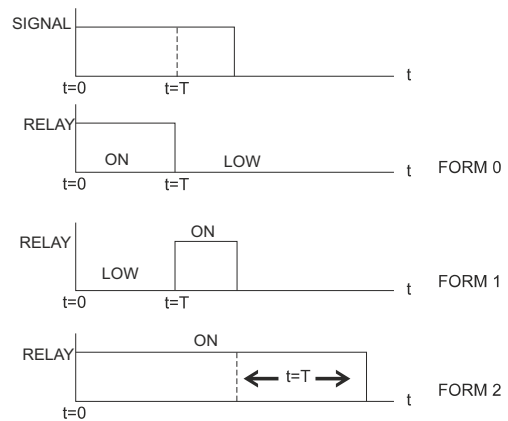 SIGNAL
t
t=0
t=T
RELAY
ON
LOW
t
FORM 0
t=0
t=T
ON
RELAY
LOW
t
FORM 1
t=0
t=T
ON
RELAY
t=T
t
FORM 2
t=0